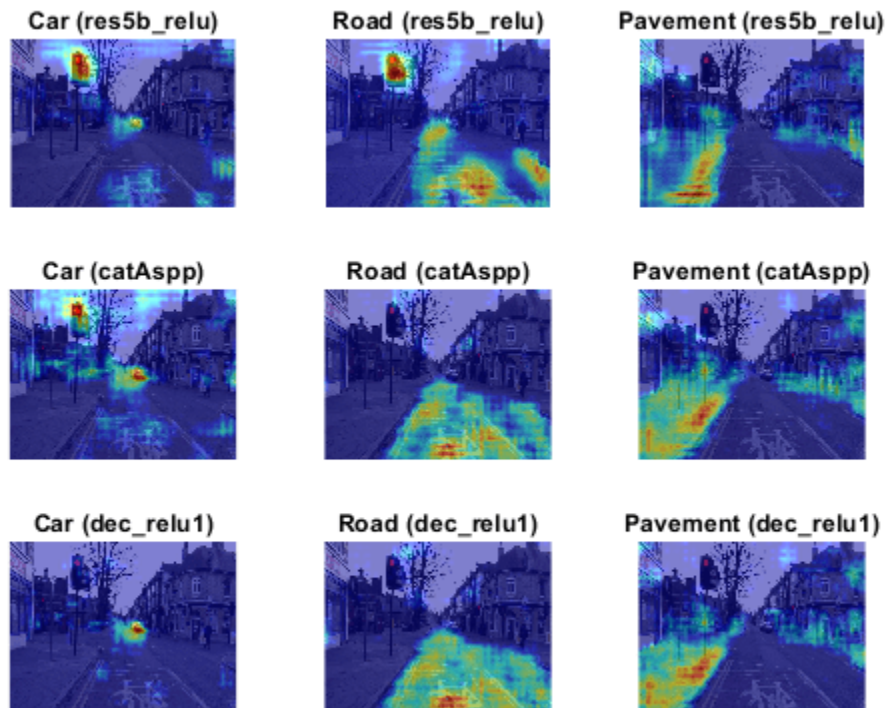 Car (res5b_relu)
Road (res5b_relu)
Pavement (res5b_relu)
Car (catAspp)
Road (catAspp)
Pavement (catAspp)
Car (dec_relu1)
Road (dec_relu1)
Pavement (dec_relu1)